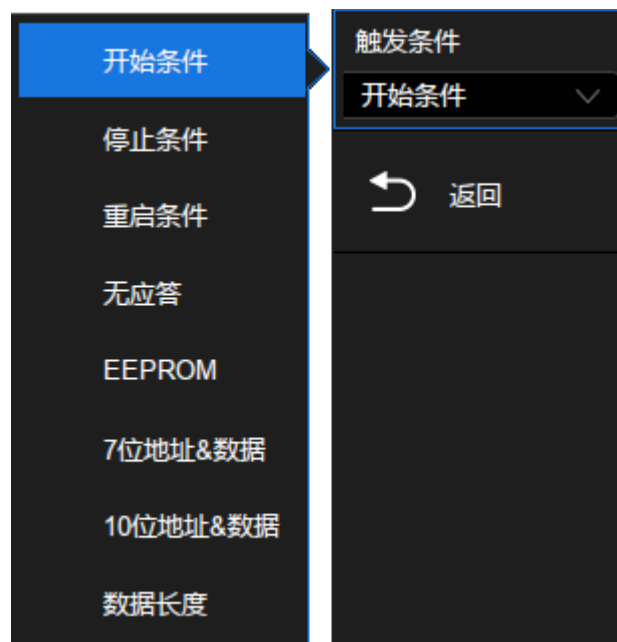 开始条件
停止条件
重启条件
无应答
EEPROM
7位地址&数据
10位地址&数据
数据长度
触发条件
开始条件
返回